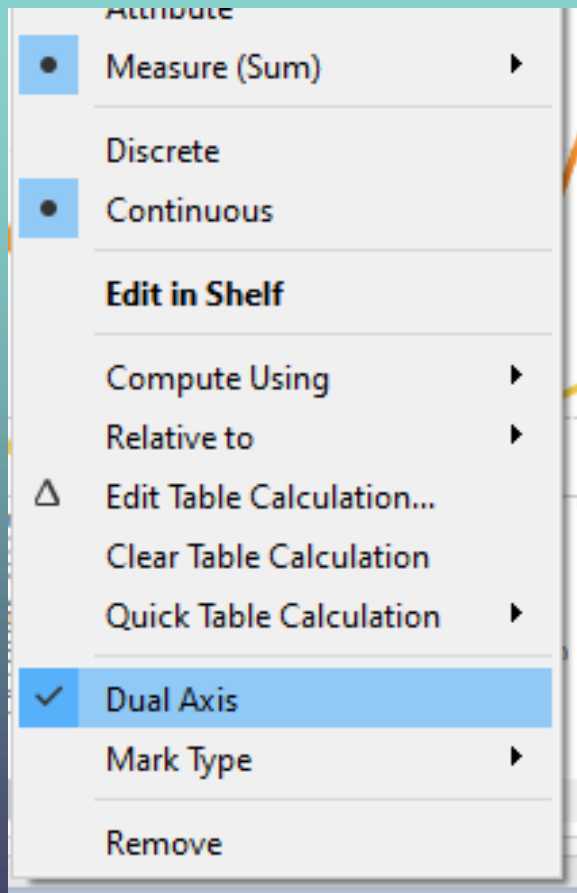 Attribute
Measure (Sum)
Discrete
Continuous
Edit in Shelf
Compute Using
Relative to
Edit Table Calculation...
Clear Table Calculation
Quick Table Calculation
Dual Axis
Mark Type
Remove